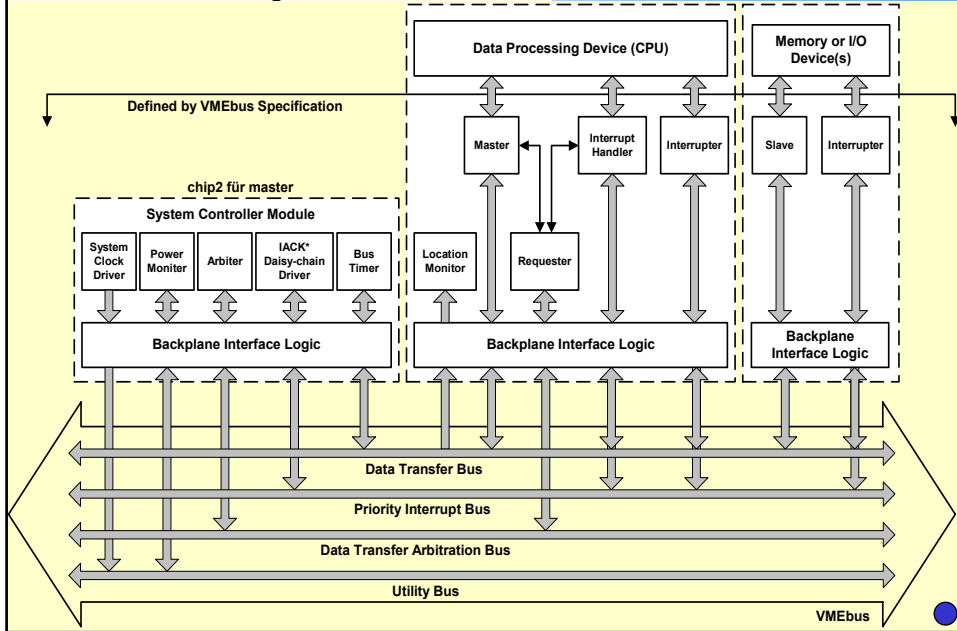 Data Processing Device (CPU)
Memory or I/O
Device(s)
Defined by VMEbus Specification
Master
Interrupt
Handler
Interrupter
Slave
Interrupter
chip2 für master
System Controller Module
System
Clock
Driver
Power
Moniter
Arbiter
IACK*
Daisy-chain
Driver
Bus
Timer
Location
Monitor
Requester
Backplane Interface Logic
Backplane Interface Logic
Backplane
Interface Logic
Data Transfer Bus
Priority Interrupt Bus
Data Transfer Arbitration Bus
Utility Bus
VMEbus